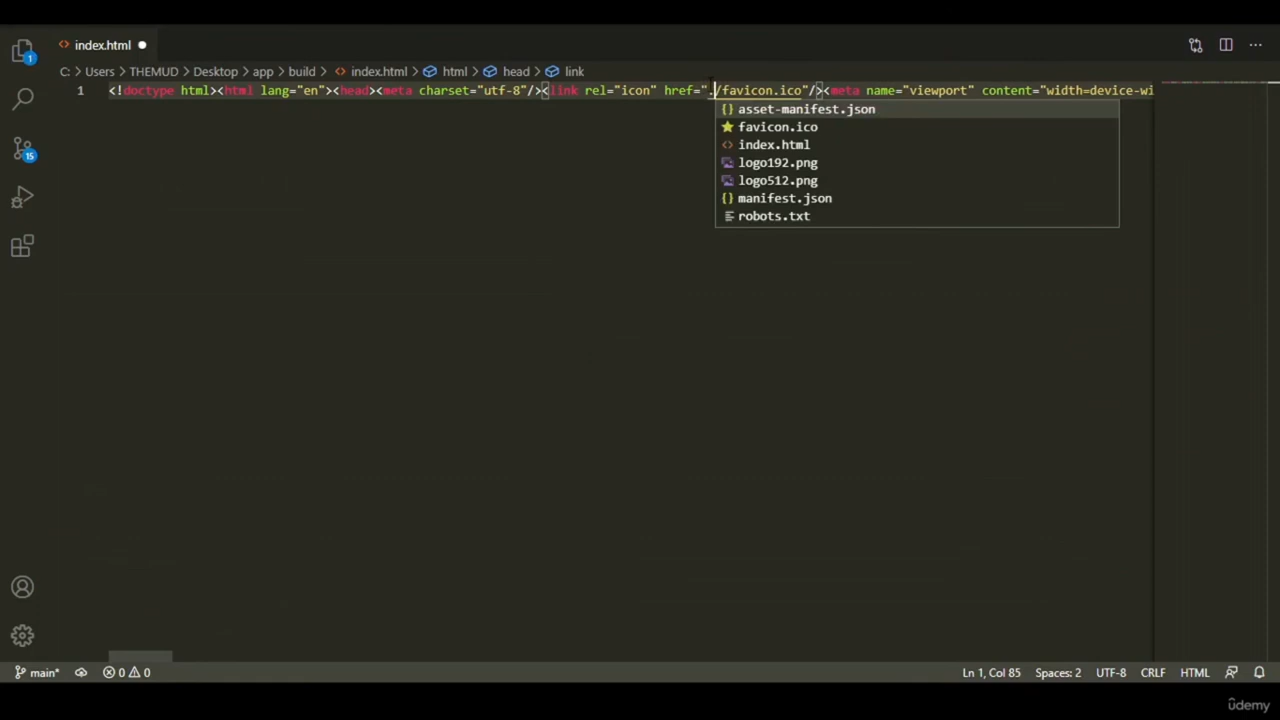 index.html
C: > Users > THEMUD > Desktop > app > build > index.html > html > head > link
1 <!doctype html><html lang="en"><head><meta charset="utf-8"/><link rel="icon" href="./favicon.ico"/><meta name="viewport" content="width=device-wi
asset-manifest.json
favicon.ico
index.html
logo192.png
logo512.png
manifest.json
robots.txt
1
15
main* 0 0 Ln 1, Col 85 Spaces: 2 UTF-8 CRLF HTML
ûdemy